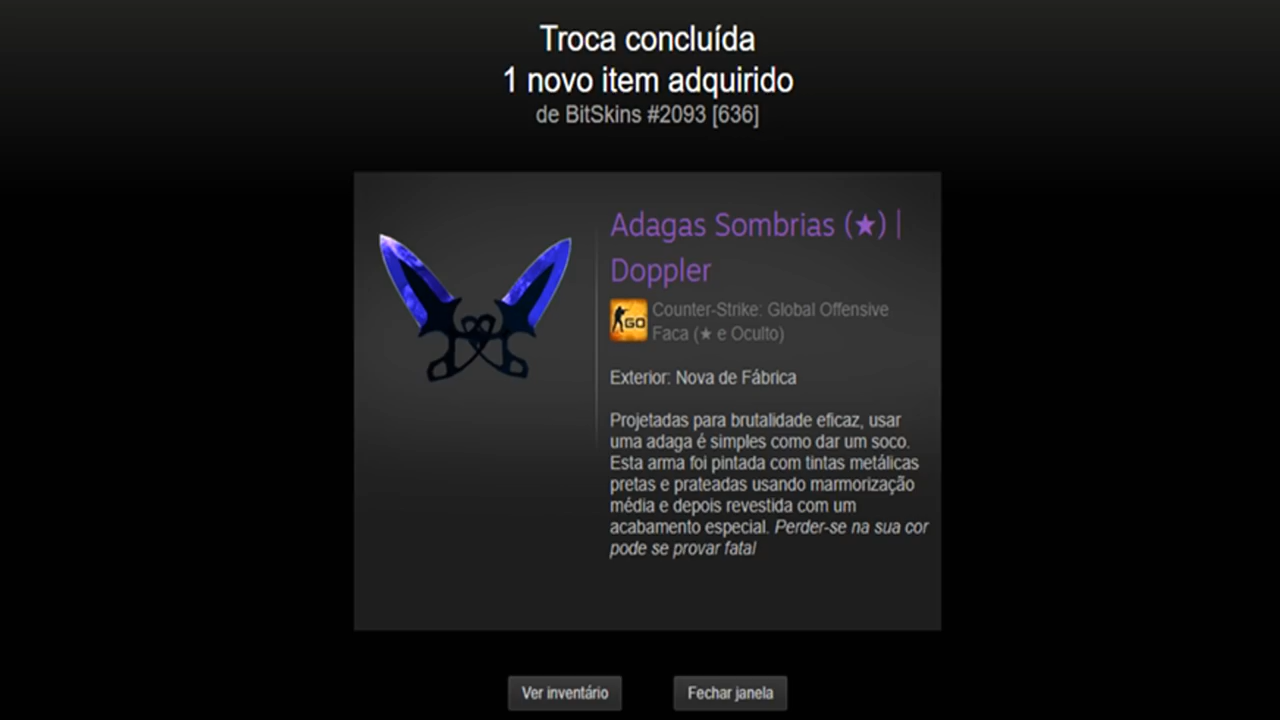 Troca concluída
1 novo item adquirido
de BitSkins #2093 [636]
Adagas Sombrias (★) |
Doppler
GO
Counter-Strike: Global Offensive
Faca (★ e Oculto)
Exterior: Nova de Fábrica
Projetadas para brutalidade eficaz, usar
uma adaga é simples como dar um soco.
Esta arma foi pintada com tintas metálicas
pretas e prateadas usando marmorização
média e depois revestida com um
acabamento especial. Perder-se na sua cor
pode se provar fatal
Ver inventário
Fechar janela